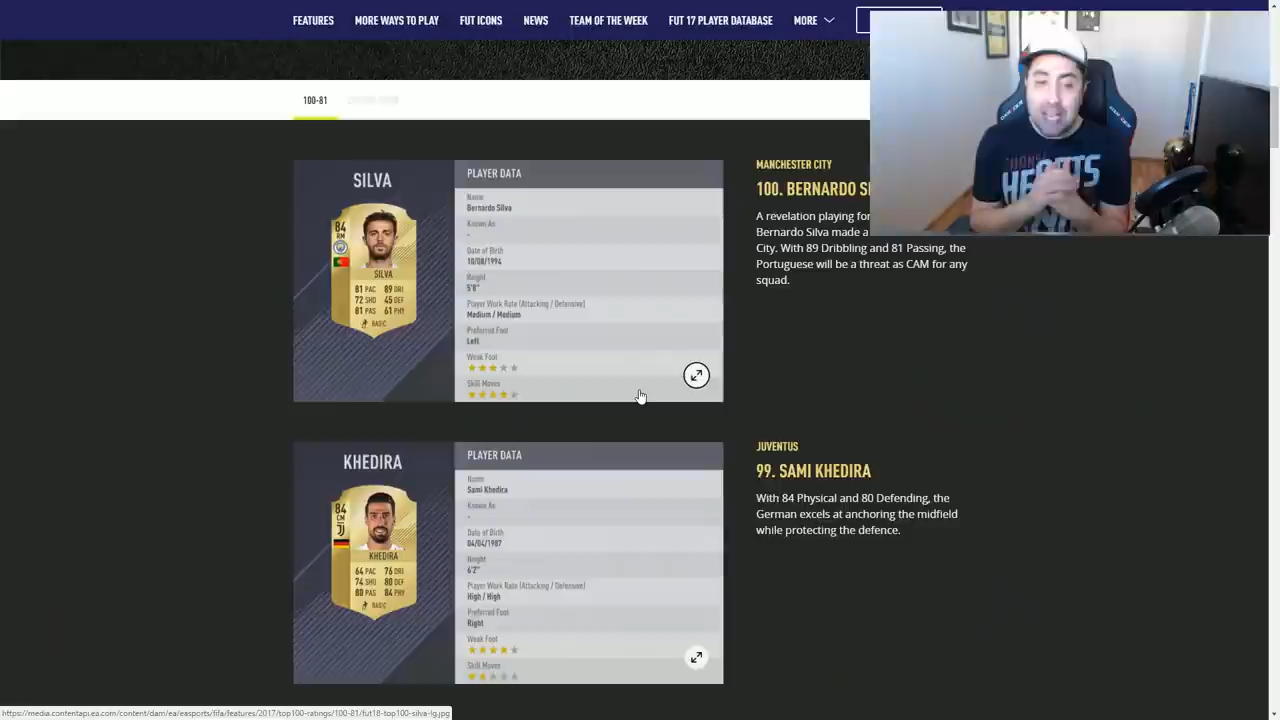 FEATURES MORE WAYS TO PLAY FUT ICONS NEWS TEAM OF THE WEEK FUT 17 PLAYER DATABASE MORE
100-81
SILVA
84
RM
SILVA
81 PAC 89 DRI
72 SHO 45 DEF
81 PAS 61 PHY
BASIC
PLAYER DATA
Name
Bernardo Silva
Known As
-
Date of Birth
10/08/1994
Height
5'8"
Player Work Rate (Attacking / Defensive)
Medium / Medium
Preferred Foot
Left
Weak Foot
Skill Moves
MANCHESTER CITY
100. BERNARDO
A revelation playing
Bernardo Silva made a
City. With 89 Dribbling and 81 Passing, the
Portuguese will be a threat as CAM for any
squad.
HEARTS
KHEDIRA
84
CM
KHEDIRA
64 PAC 76 DRI
74 SHO 80 DEF
80 PAS 84 PHY
BASIC
PLAYER DATA
Name
Sami Khedira
Known As
-
Date of Birth
04/04/1987
Height
6'2"
Player Work Rate (Attacking / Defensive)
High / High
Preferred Foot
Right
Weak Foot
Skill Moves
JUVENTUS
99. SAMI KHEDIRA
With 84 Physical and 80 Defending, the
German excels at anchoring the midfield
while protecting the defence.
https://media.contentapi.ea.com/content/dam/ea/easports/fifa/features/2017/top100-ratings/100-81/fut18-top100-silva-lg.jpg